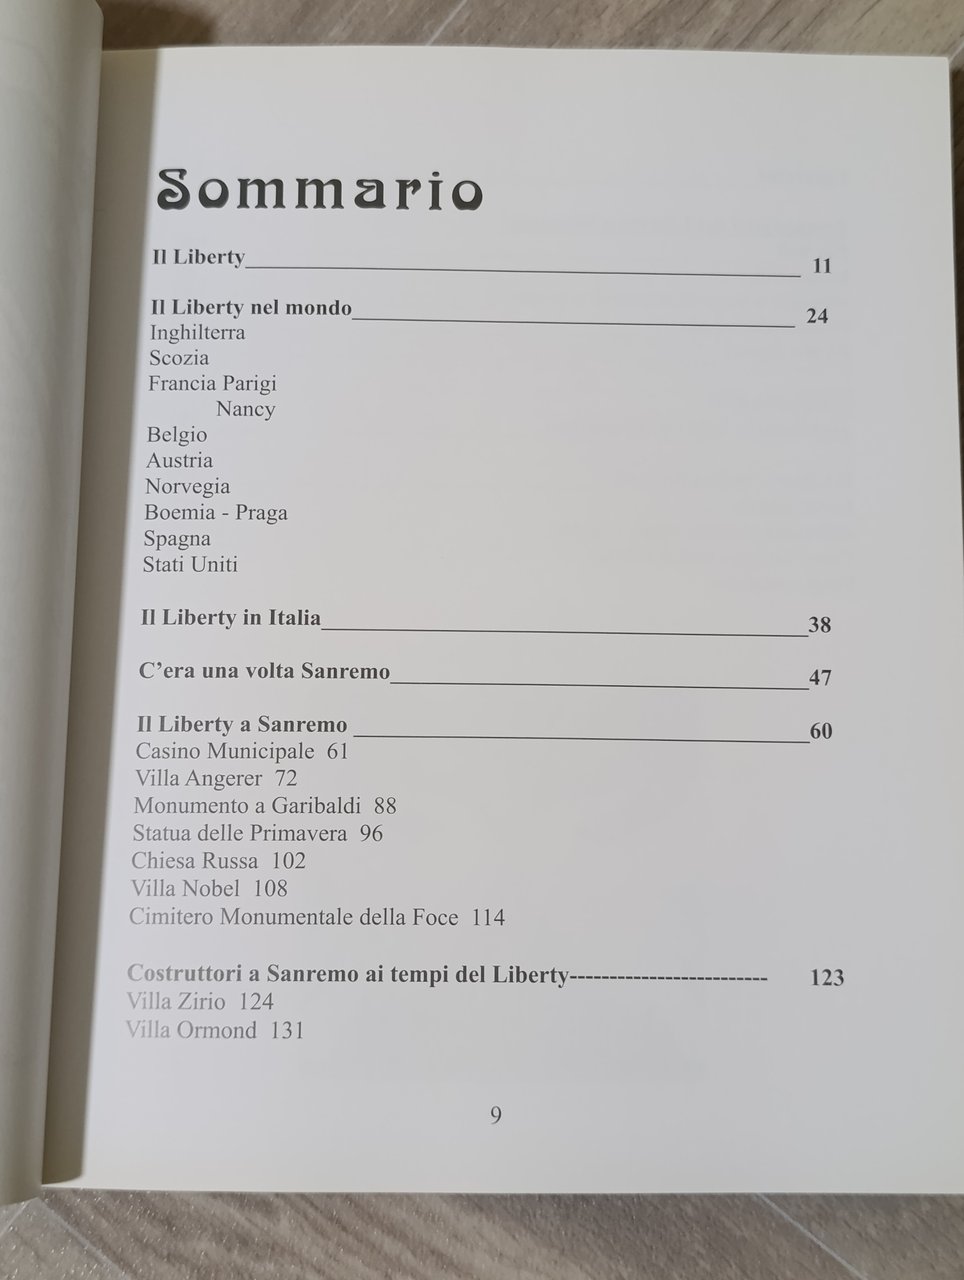 Sommario
Il Liberty 11
Il Liberty nel mondo 24
Inghilterra
Scozia
Francia Parigi
Nancy
Belgio
Austria
Norvegia
Boemia - Praga
Spagna
Stati Uniti
Il Liberty in Italia 38
C’era una volta Sanremo 47
Il Liberty a Sanremo 60
Casino Municipale 61
Villa Angerer 72
Monumento a Garibaldi 88
Statua delle Primavera 96
Chiesa Russa 102
Villa Nobel 108
Cimitero Monumentale della Foce 114
Costruttori a Sanremo ai tempi del Liberty------------------------- 123
Villa Zirio 124
Villa Ormond 131
9